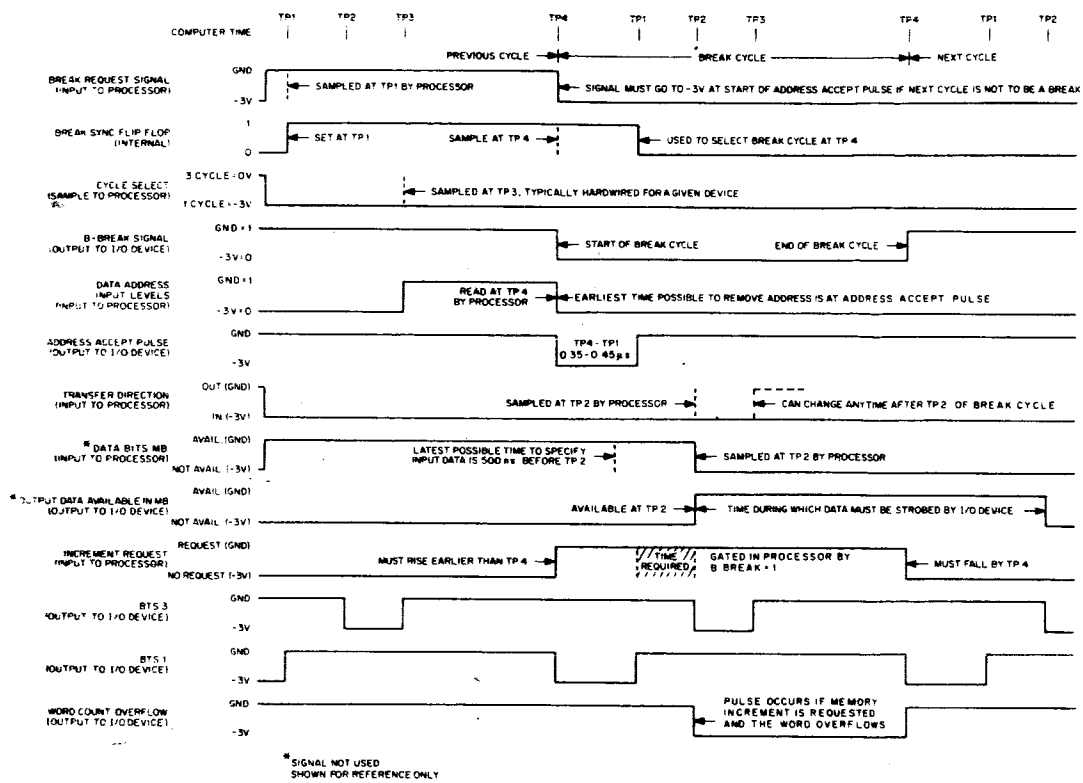 TP1 TP2 TP3 TP4 TP1 TP2 TP3 TP4 TP1 TP2
COMPUTER TIME
PREVIOUS CYCLE BREAK CYCLE NEXT CYCLE
BREAK REQUEST SIGNAL
(INPUT TO PROCESSOR)
GND
-3V
SAMPLED AT TP1 BY PROCESSOR
SIGNAL MUST GO TO -3V AT START OF ADDRESS ACCEPT PULSE IF NEXT CYCLE IS NOT TO BE A BREAK
BREAK SYNC FLIP FLOP
(INTERNAL)
1
0
SET AT TP1
SAMPLE AT TP4
USED TO SELECT BREAK CYCLE AT TP4
CYCLE SELECT
(SAMPLE TO PROCESSOR)
3 CYCLE=0V
1 CYCLE=-3V
SAMPLED AT TP3, TYPICALLY HARDWIRED FOR A GIVEN DEVICE
B-BREAK SIGNAL
(OUTPUT TO I/O DEVICE)
GND=1
-3V=0
START OF BREAK CYCLE
END OF BREAK CYCLE
DATA ADDRESS
INPUT LEVELS
(INPUT TO PROCESSOR)
GND=1
-3V=0
READ AT TP4
BY PROCESSOR
EARLIEST TIME POSSIBLE TO REMOVE ADDRESS IS AT ADDRESS ACCEPT PULSE
ADDRESS ACCEPT PULSE
(OUTPUT TO I/O DEVICE)
GND
-3V
TP4-TP1
0.35-0.45µs
TRANSFER DIRECTION
(INPUT TO PROCESSOR)
OUT (GND)
IN (-3V)
SAMPLED AT TP2 BY PROCESSOR
CAN CHANGE ANYTIME AFTER TP2 OF BREAK CYCLE
* DATA BITS MB
(INPUT TO PROCESSOR)
AVAIL. (GND)
NOT AVAIL (-3V)
LATEST POSSIBLE TIME TO SPECIFY
INPUT DATA IS 500 ns BEFORE TP2
SAMPLED AT TP2 BY PROCESSOR
* OUTPUT DATA AVAILABLE IN MB
(OUTPUT TO I/O DEVICE)
AVAIL (GND)
NOT AVAIL (-3V)
AVAILABLE AT TP2
TIME DURING WHICH DATA MUST BE STROBED BY I/O DEVICE
INCREMENT REQUEST
(INPUT TO PROCESSOR)
REQUEST (GND)
NO REQUEST (-3V)
MUST RISE EARLIER THAN TP4
TIME
REQUIRED
GATED IN PROCESSOR BY
B BREAK = 1
MUST FALL BY TP4
BTS 3
(OUTPUT TO I/O DEVICE)
GND
-3V
BTS 1
(OUTPUT TO I/O DEVICE)
GND
-3V
WORD COUNT OVERFLOW
(OUTPUT TO I/O DEVICE)
GND
-3V
PULSE OCCURS IF MEMORY
INCREMENT IS REQUESTED
AND THE WORD OVERFLOWS
* SIGNAL NOT USED
SHOWN FOR REFERENCE ONLY